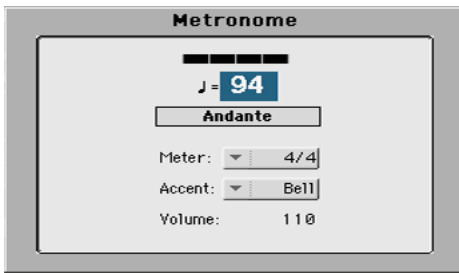 Metronome
♩=94
Andante
Meter: 4/4
Accent: Bell
Volume: 110